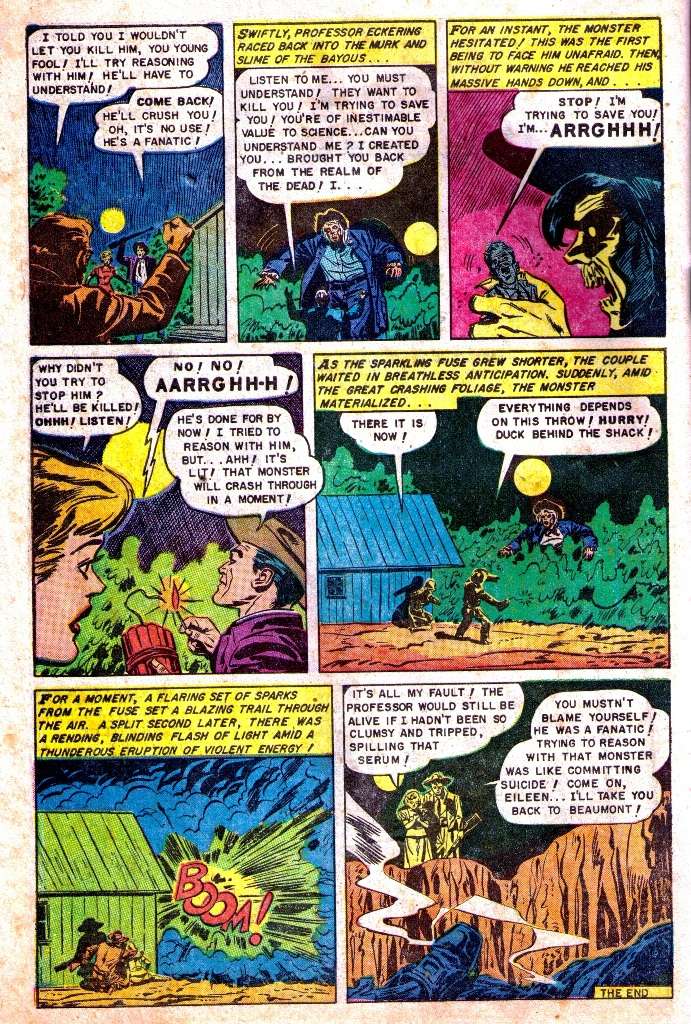 I TOLD YOU I WOULDN'T
LET YOU KILL HIM, YOU YOUNG
FOOL! I'LL TRY REASONING
WITH HIM! HE'LL HAVE TO
UNDERSTAND!
COME BACK!
HE'LL CRUSH YOU!
OH, IT'S NO USE!
HE'S A FANATIC!
SWIFTLY, PROFESSOR ECKERING
RACED BACK INTO THE MURK AND
SLIME OF THE BAYOUS...
LISTEN TO ME... YOU MUST
UNDERSTAND! THEY WANT TO
KILL YOU! I'M TRYING TO SAVE
YOU! YOU'RE OF INESTIMABLE
VALUE TO SCIENCE...CAN YOU
UNDERSTAND ME? I CREATED
YOU... BROUGHT YOU BACK
FROM THE REALM OF
THE DEAD! I...
FOR AN INSTANT, THE MONSTER
HESITATED! THIS WAS THE FIRST
BEING TO FACE HIM UNAFRAID. THEN,
WITHOUT WARNING HE REACHED HIS
MASSIVE HANDS DOWN, AND...
STOP! I'M
TRYING TO SAVE YOU!
I'M... ARRGHHH!
WHY DIDN'T
YOU TRY TO
STOP HIM?
HE'LL BE KILLED!
OHHH! LISTEN!
NO! NO!
AARRGHH-H!
HE'S DONE FOR BY
NOW! I TRIED TO
REASON WITH HIM,
BUT...AHH! IT'S
LIT! THAT MONSTER
WILL CRASH THROUGH
IN A MOMENT!
AS THE SPARKLING FUSE GREW SHORTER, THE COUPLE
WAITED IN BREATHLESS ANTICIPATION. SUDDENLY, AMID
THE GREAT CRASHING FOLIAGE, THE MONSTER
MATERIALIZED...
THERE IT IS
NOW!
EVERYTHING DEPENDS
ON THIS THROW! HURRY!
DUCK BEHIND THE SHACK!
FOR A MOMENT, A FLARING SET OF SPARKS
FROM THE FUSE SET A BLAZING TRAIL THROUGH
THE AIR. A SPLIT SECOND LATER, THERE WAS
A RENDING, BLINDING FLASH OF LIGHT AMID A
THUNDEROUS ERUPTION OF VIOLENT ENERGY!
BOOM!
IT'S ALL MY FAULT! THE
PROFESSOR WOULD STILL BE
ALIVE IF I HADN'T BEEN SO
CLUMSY AND TRIPPED,
SPILLING THAT
SERUM!
YOU MUSTN'T
BLAME YOURSELF!
HE WAS A FANATIC!
TRYING TO REASON
WITH THAT MONSTER
WAS LIKE COMMITTING
SUICIDE! COME ON,
EILEEN... I'LL TAKE YOU
BACK TO BEAUMONT!
THE END